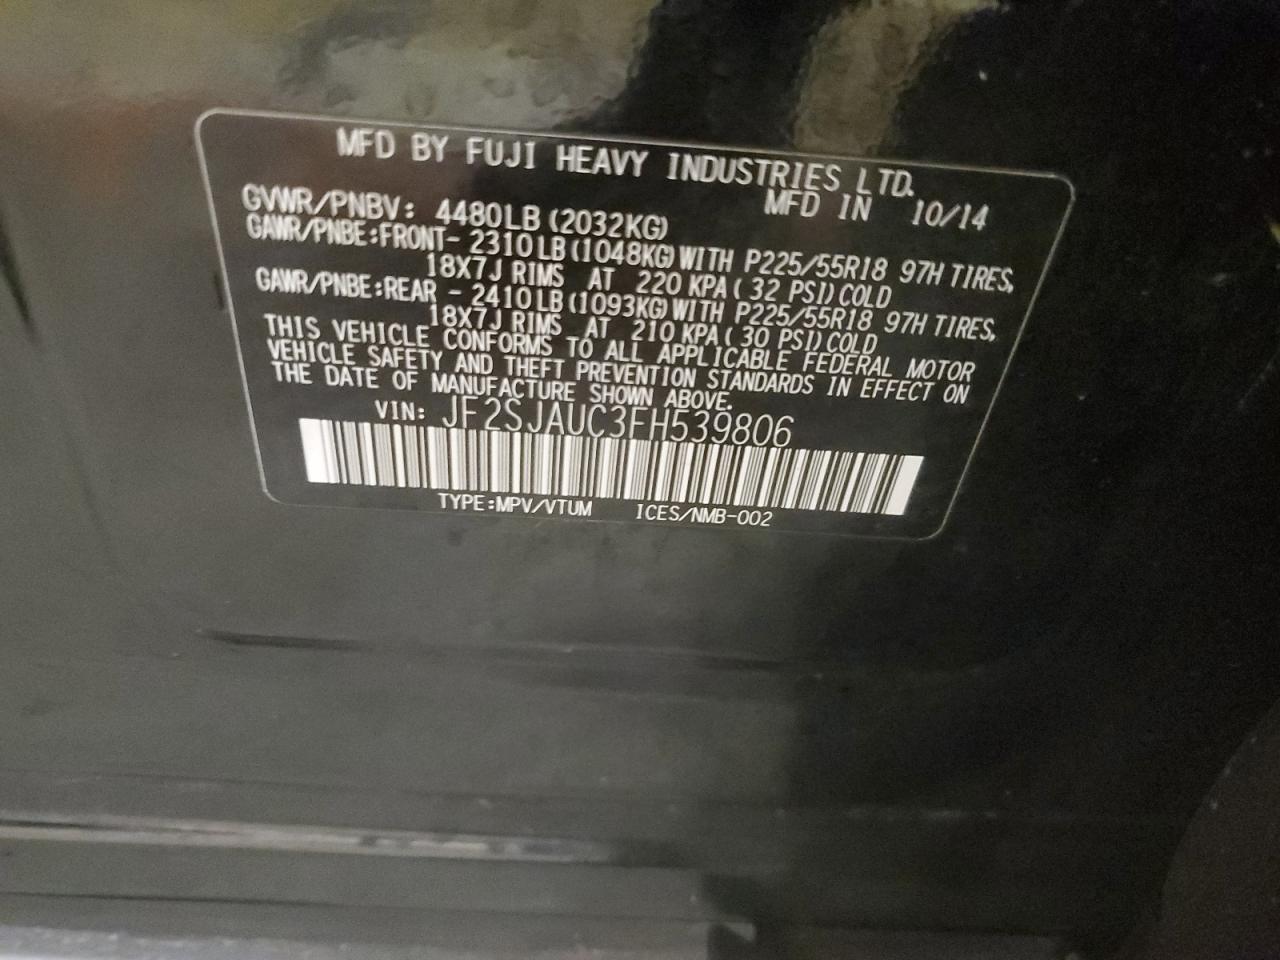 MFD BY FUJI HEAVY INDUSTRIES LTD.
MFD IN 10/14
GVWR/PNBV: 4480LB (2032KG)
GAWR/PNBE:FRONT- 2310LB (1048KG) WITH P225/55R18 97H TIRES,
18X7J RIMS AT 220 KPA ( 32 PSI) COLD
GAWR/PNBE:REAR - 2410LB (1093KG) WITH P225/55R18 97H TIRES,
18X7J RIMS AT 210 KPA ( 30 PSI) COLD
THIS VEHICLE CONFORMS TO ALL APPLICABLE FEDERAL MOTOR
VEHICLE SAFETY AND THEFT PREVENTION STANDARDS IN EFFECT ON
THE DATE OF MANUFACTURE SHOWN ABOVE.
VIN: JF2SJAUC3FH539806
TYPE:MPV/VTUM ICES/NMB-002